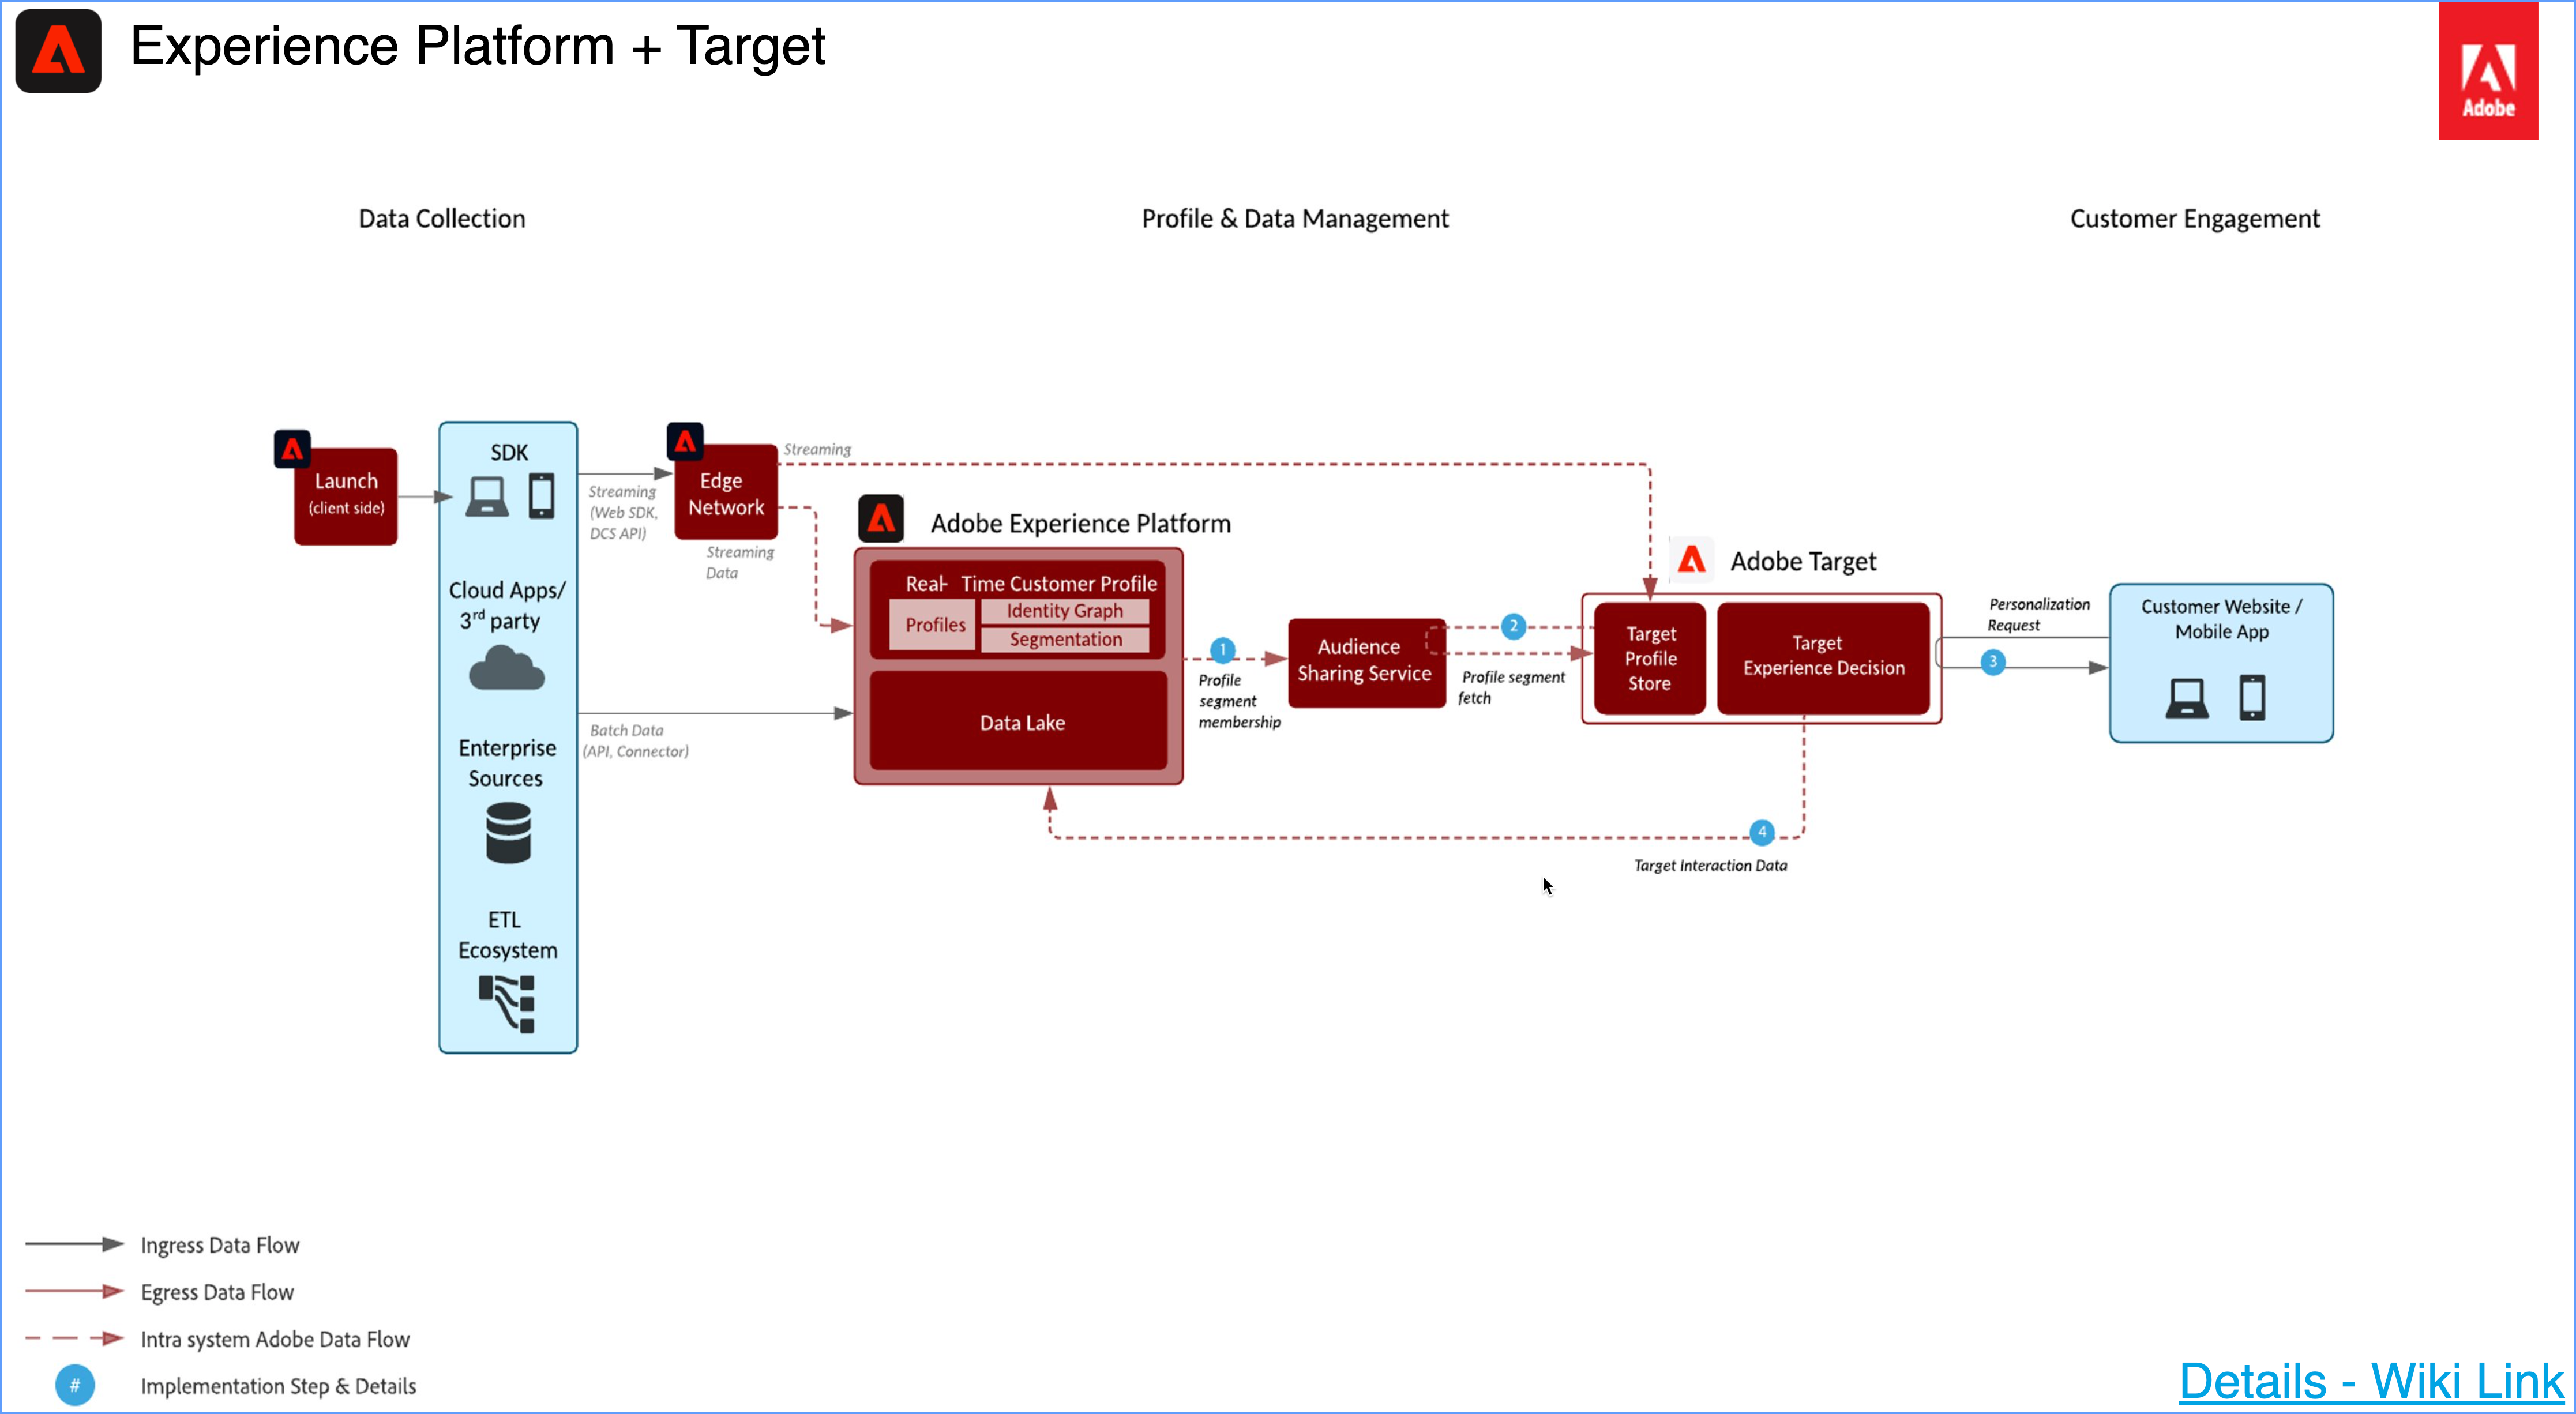 Experience Platform + Target
Adobe
Data Collection
Profile & Data Management
Customer Engagement
Launch
(client side)
SDK
Cloud Apps/
3rd party
Enterprise
Sources
ETL
Ecosystem
Streaming
(Web SDK,
DCS API)
Batch Data
(API, Connector)
Edge
Network
Streaming
Streaming
Data
Adobe Experience Platform
Real- Time Customer Profile
Profiles
Identity Graph
Segmentation
Data Lake
1
Profile
segment
membership
Audience
Sharing Service
2
Profile segment
fetch
Adobe Target
Target
Profile
Store
Target
Experience Decision
Personalization
Request
3
Customer Website /
Mobile App
4
Target Interaction Data
Ingress Data Flow
Egress Data Flow
Intra system Adobe Data Flow
# Implementation Step & Details
Details - Wiki Link